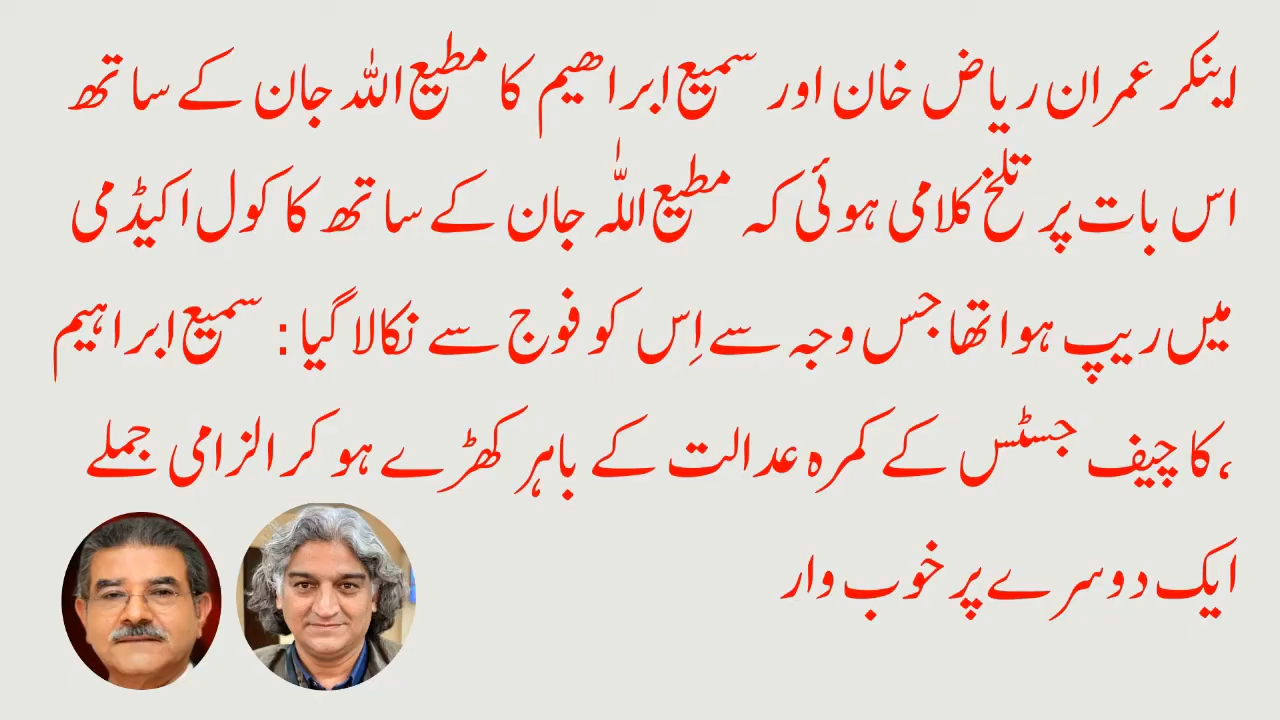 اینکر عمران ریاض خان اور سمیع ابراھیم کا مطیع اللہ جان کے ساتھ
اس بات پر تلخ کلامی ہوئی کہ مطیع اللّٰہ جان کے ساتھ کاکول اکیڈمی
میں ریپ ہوا تھا جس وجہ سے اِس کو فوج سے نکالا گیا : سمیع ابراہیم
،کا چیف جسٹس کے کمرہ عدالت کے باہر کھڑے ہو کر الزامی جملے
ایک دوسرے پر خوب وار